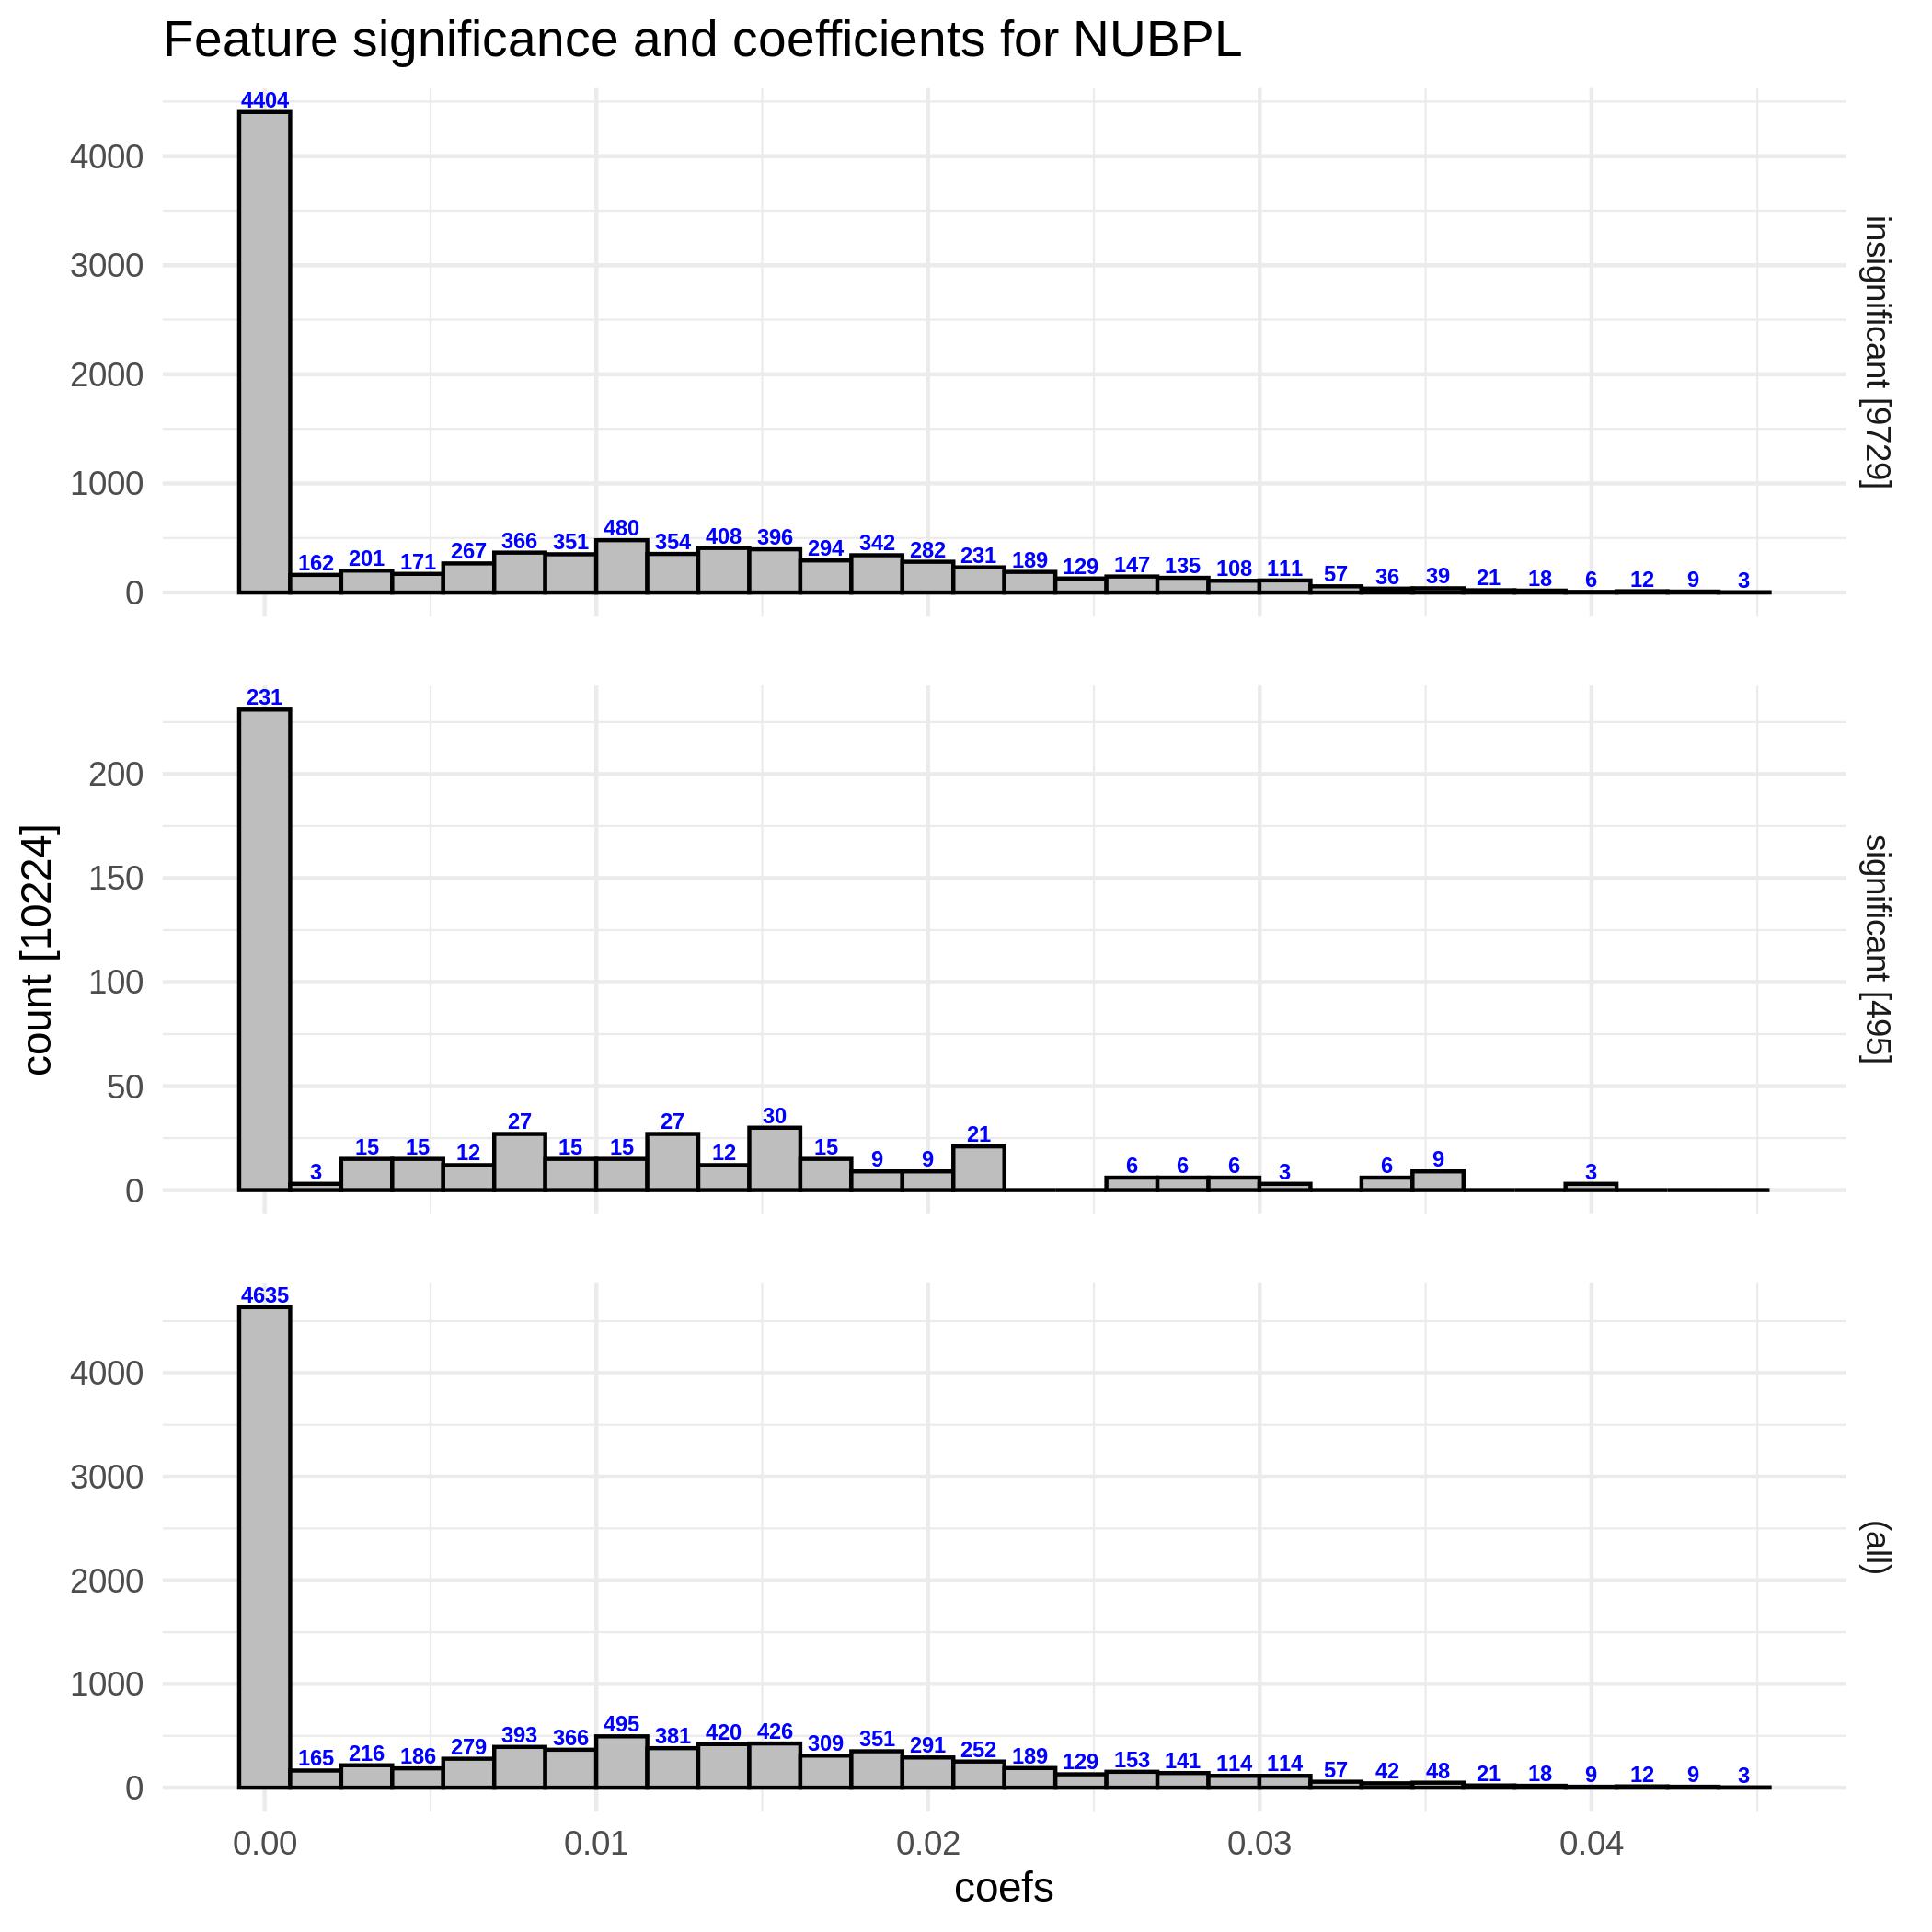 Feature significance and coefficients for NUBPL
4404
4000
3000
2000
1000
0
162 201 171 267 366 351 480 354 408 396 294 342 282 231 189 129 147 135 108 111 57 36 39 21 18 6 12 9 3
insignificant [9729]
count [10224]
231
200
150
100
50
0
3 15 15 12 27 15 15 27 12 30 15 9 9 21 6 6 6 3 6 9 3
significant [495]
4635
4000
3000
2000
1000
0
165 216 186 279 393 366 495 381 420 426 309 351 291 252 189 129 153 141 114 114 57 42 48 21 18 9 12 9 3
(all)
0.00 0.01 0.02 0.03 0.04
coefs